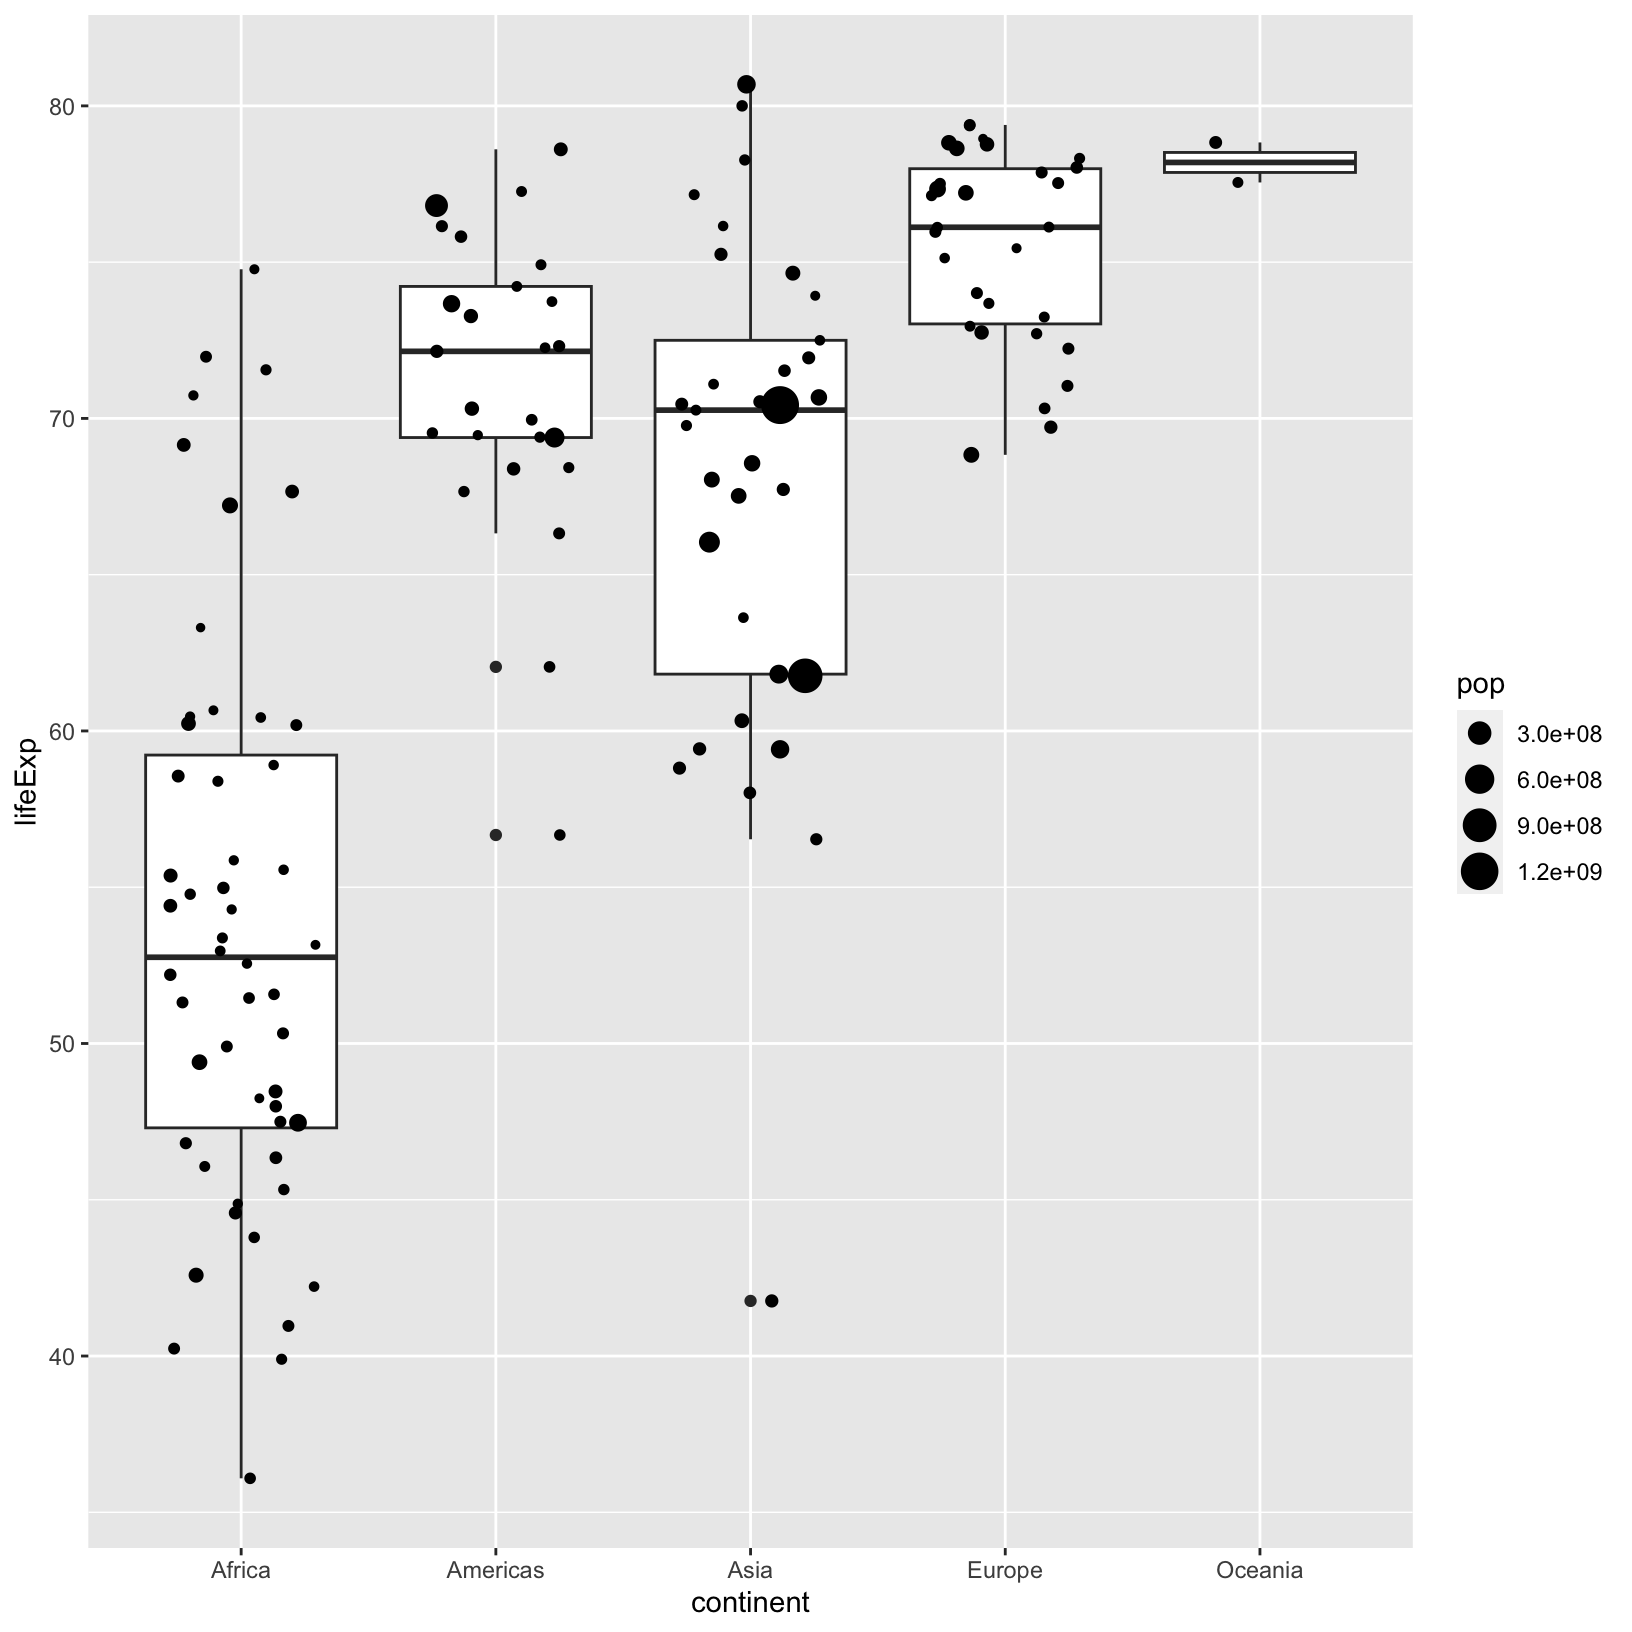 80
70
60
50
40
lifeExp
Africa
Americas
Asia
Europe
Oceania
continent
pop
3.0e+08
6.0e+08
9.0e+08
1.2e+09